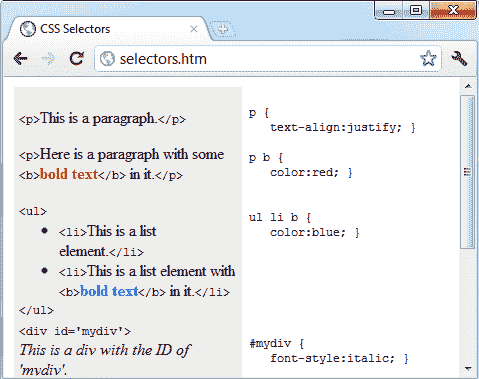 CSS Selectors
selectors.htm
<p>This is a paragraph.</p>
p {
text-align:justify; }
<p>Here is a paragraph with some
<b>bold text</b> in it.</p>
p b {
color:red; }
<ul>
<li>This is a list
element.</li>
<li>This is a list element with
<b>bold text</b> in it.</li>
</ul>
ul li b {
color:blue; }
<div id='mydiv'>
This is a div with the ID of
'mydiv'.
#mydiv {
font-style:italic; }